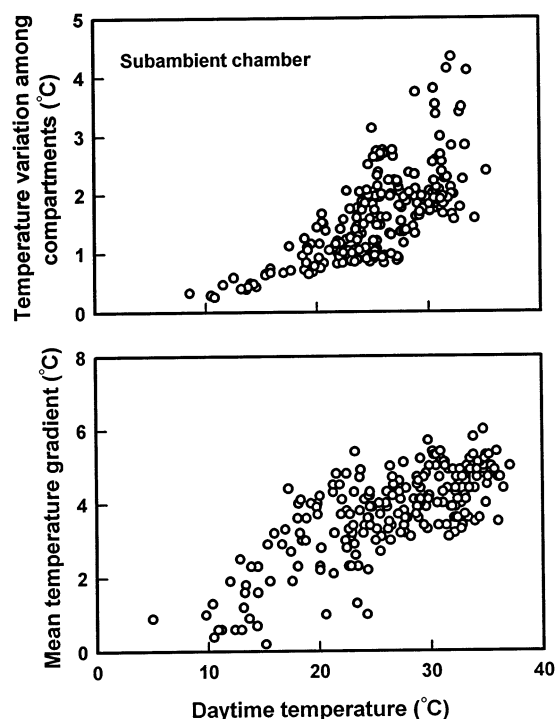 Temperature variation among
compartments (°C)
5
4
3
2
1
0
Subambient chamber
Mean temperature gradient (°C)
8
6
4
2
0
0 10 20 30 40
Daytime temperature (°C)